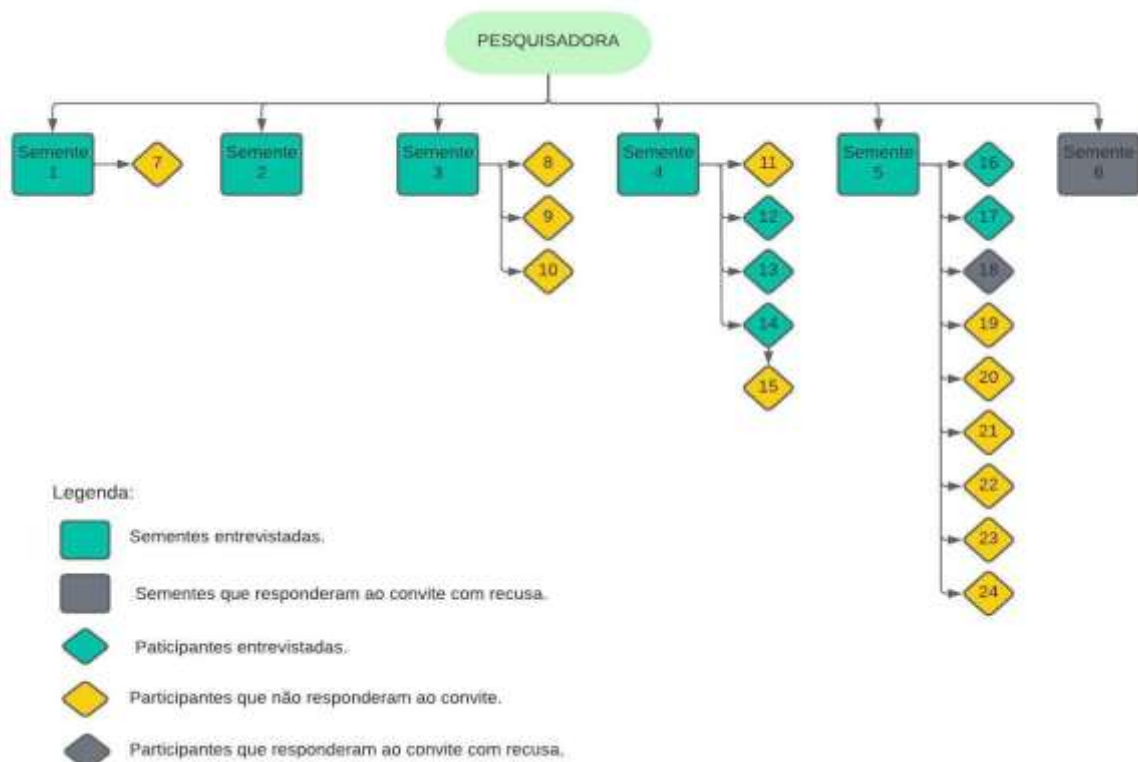 PESQUISADORA
Semente
1
7
Semente
2
Semente
3
8
9
10
Semente
4
11
12
13
14
15
Semente
5
16
17
18
19
20
21
22
23
24
Semente
6
Legenda:
Sementes entrevistadas.
Sementes que responderam ao convite com recusa.
Paticipantes entrevistadas.
Participantes que não responderam ao convite.
Participantes que responderam ao convite com recusa.